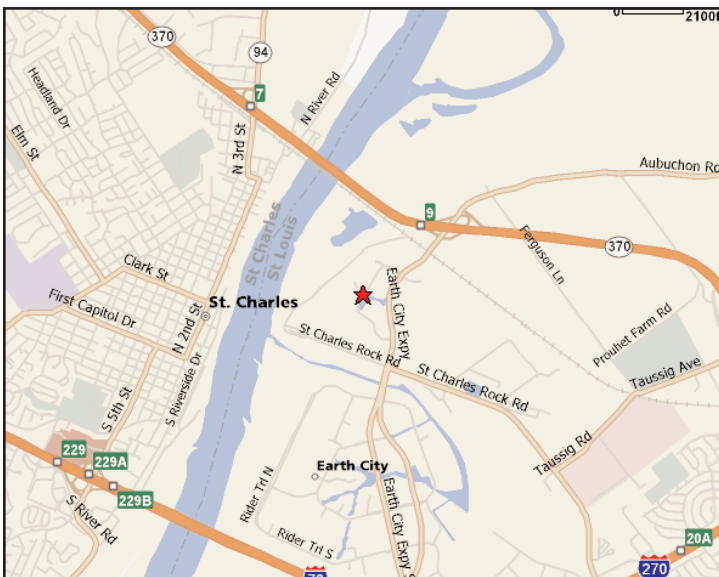 0 2100ft
370
94
Headland Dr
7
N River Rd
Elm St
N 3rd St
Aubuchon Rd
9
St Charles
St Louis
Ferguson Ln
370
Clark St
Earth City Expy
St. Charles
First Capitol Dr
N 2nd St
St Charles Rock Rd
Prouhet Farm Rd
S Riverside Dr
St Charles Rock Rd
Taussig Ave
S 5th St
Taussig Rd
229
229A
Earth City
229B
Rider Trl N
Earth City Expy S
S River Rd
Rider Trl S
20A
270